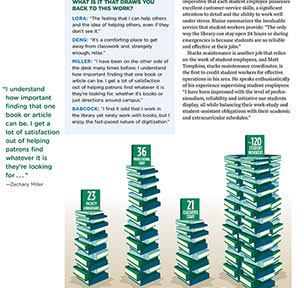 WHAT IS IT THAT DRAWS YOU
BACK TO THIS WORK?
LORA: "The feeling that I can help others
and the idea of helping others, even if they
don't see it."
DENG: "It's a comforting place to get
away from classwork and, strangely
enough, relax."
MILLER: "I have been on the other side of
the desk many times before. I understand
how important finding that one book or
article can be. I get a lot of satisfaction
out of helping patrons find whatever it is
they're looking for, whether it's books or
just directions around campus."
BABCOCK: "I find it odd that I work in
the library yet rarely work with books, but I
enjoy the fast-paced nature of digitization."
"I understand
how important
finding that one
book or article
can be. I get a
lot of satisfaction
out of helping
patrons find
whatever it is
they're looking
for ..."
—Zachary Miller
imperative that each student employee possesses
excellent customer-service skills, a significant
attention to detail and the ability to work well
under stress. Blaine summarizes the invaluable
service that student workers provide: "The only
way the library can stay open 24 hours or during
emergencies is because students are so reliable
and effective at their jobs."
Stacks maintenance is another job that relies
on the work of student employees, and Matt
Tompkins, stacks maintenance coordinator, is
the first to credit student workers for effective
operations in his area. He speaks enthusiastically
of his experience supervising student employees:
"I have been impressed with the level of profes-
sionalism, reliability and initiative our students
display, all while balancing their work-study and
student-assistant obligations with their academic
and extracurricular schedules."
23
FACULTY
LIBRARIANS
36
PROFESSIONAL
STAFF
21
CLASSIFIED
STAFF
~120
STUDENT
WORKERS